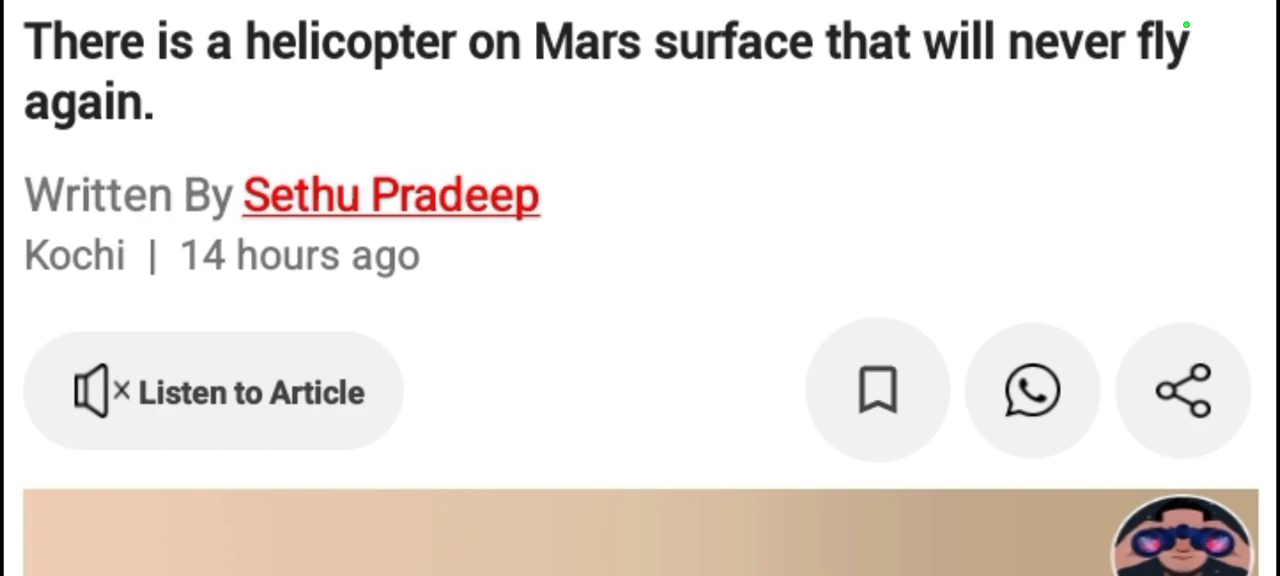 There is a helicopter on Mars surface that will never fly
again.
Written By Sethu Pradeep
Kochi | 14 hours ago
Listen to Article